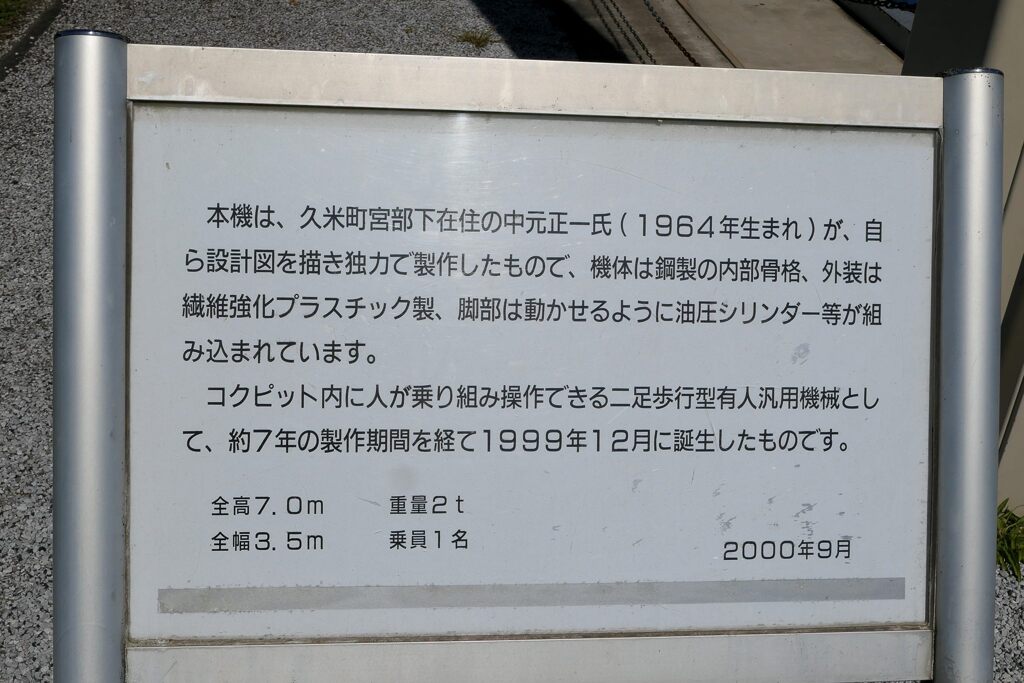 本機は、久米町宮部下在住の中元正一氏(1964年生まれ)が、自
ら設計図を描き独力で製作したもので、機体は鋼製の内部骨格、外装は
繊維強化プラスチック製、脚部は動かせるように油圧シリンダー等が組
み込まれています。
コクピット内に人が乗り組み操作できる二足歩行型有人汎用機械とし
て、約7年の製作期間を経て1999年12月に誕生したものです。
全高7.0m 重量2t
全幅3.5m 乗員1名
2000年9月